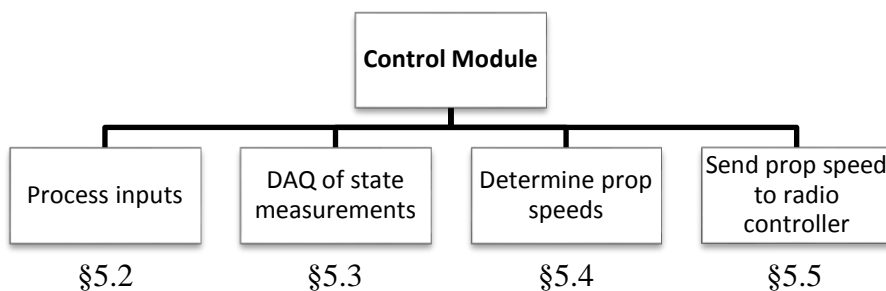 Control Module
Process inputs
DAQ of state
measurements
Determine prop
speeds
Send prop speed
to radio
controller
§5.2
§5.3
§5.4
§5.5